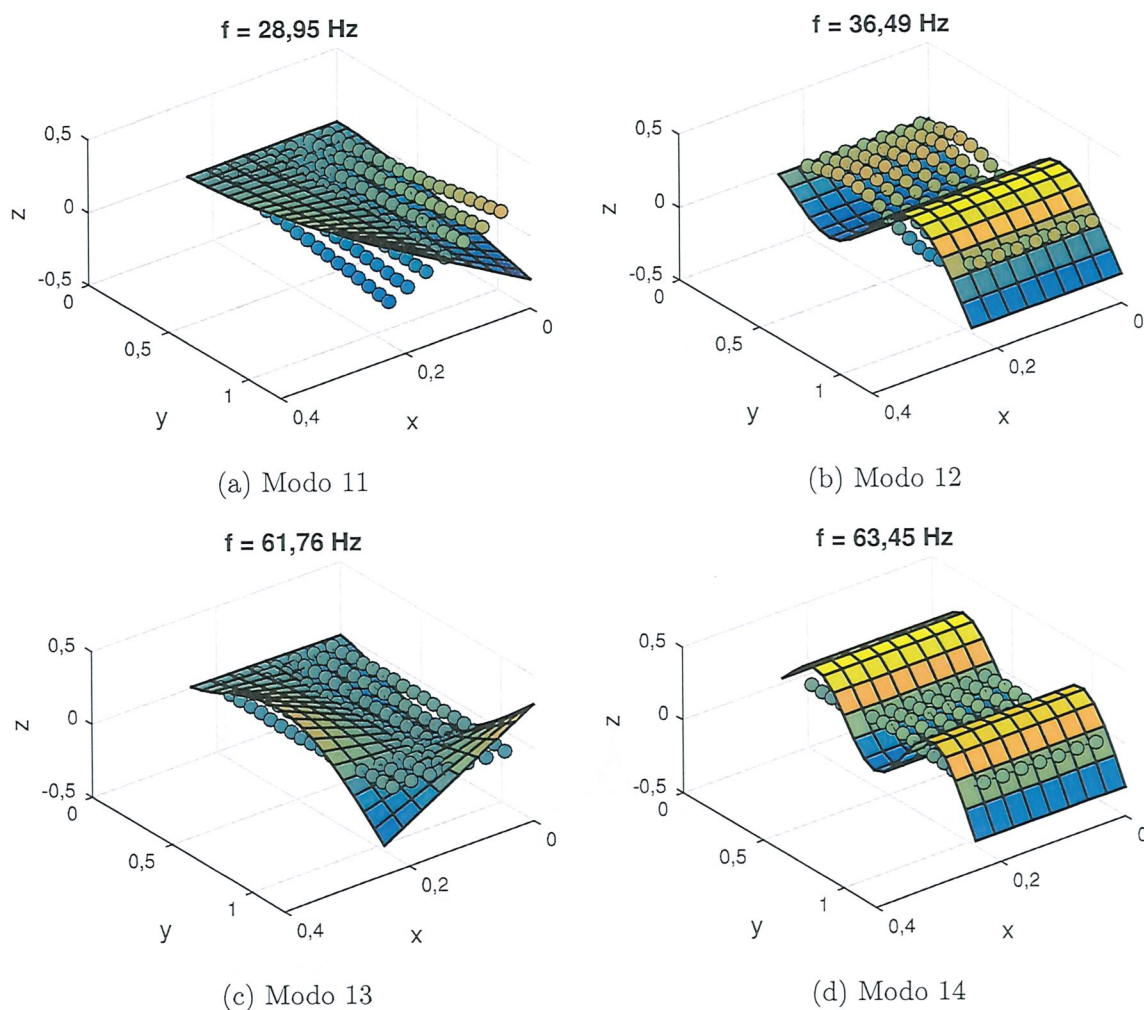 f = 28,95 Hz
0,5
0
-0,5
z
0
0,5
1
y
0,4
0,2
0
x
(a) Modo 11
f = 36,49 Hz
0,5
0
-0,5
z
0
0,5
1
y
0,4
0,2
0
x
(b) Modo 12
f = 61,76 Hz
0,5
0
-0,5
z
0
0,5
1
y
0,4
0,2
0
x
(c) Modo 13
f = 63,45 Hz
0,5
0
-0,5
z
0
0,5
1
y
0,4
0,2
0
x
(d) Modo 14